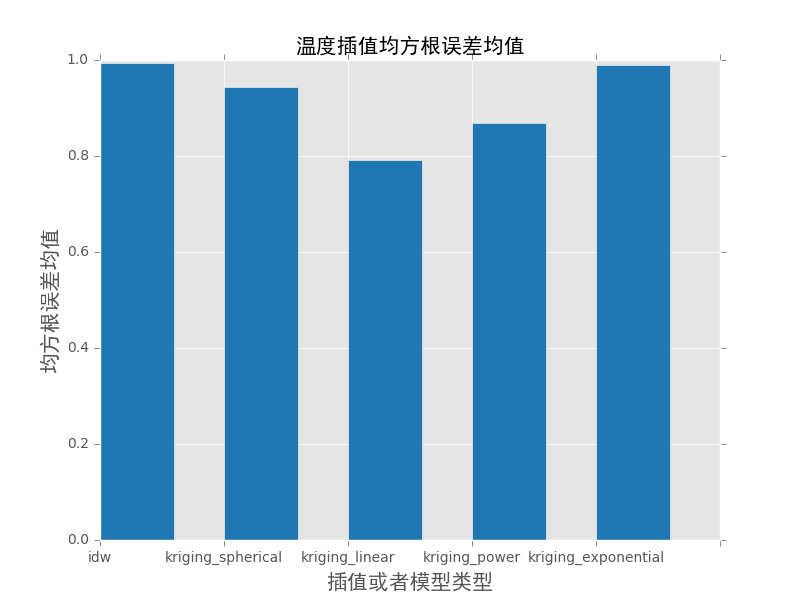 温度插值均方根误差均值
1.0
0.8
0.6
0.4
0.2
0.0
均方根误差均值
idw kriging_spherical kriging_linear kriging_power kriging_exponential
插值或者模型类型